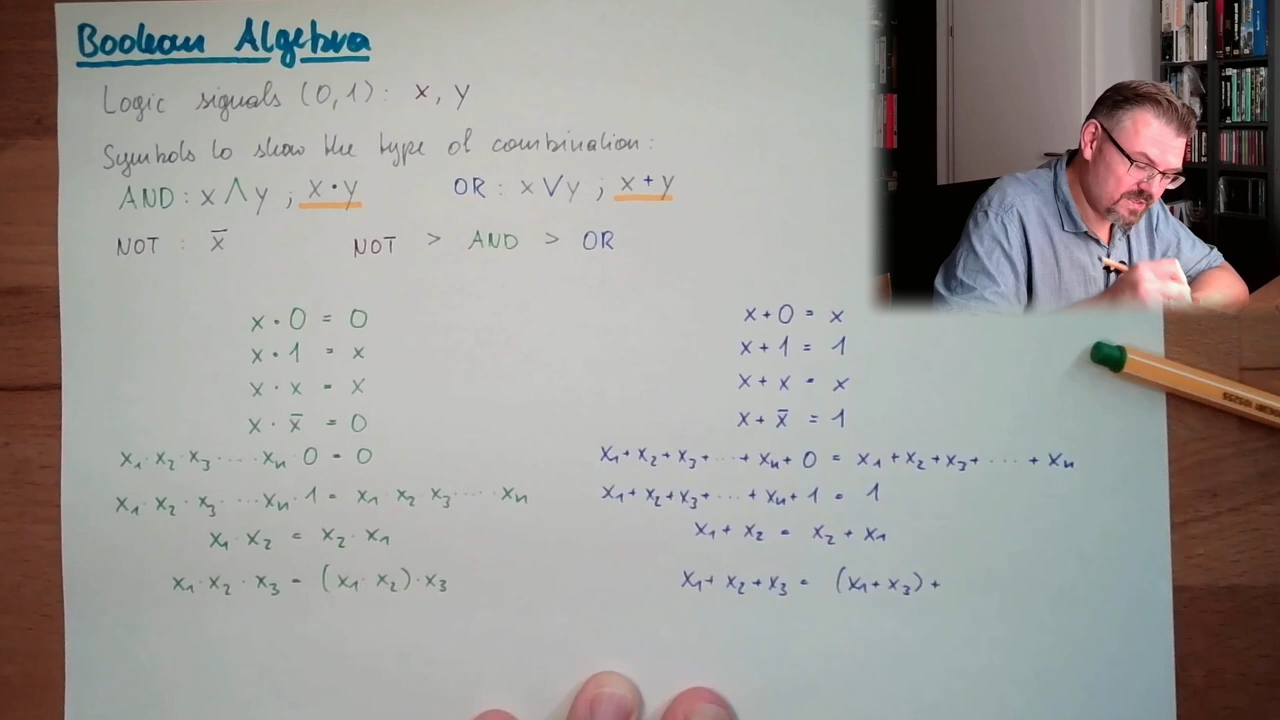 Boolean Algebra
Logic signals (0,1): x, y
Symbols to show the type of combination:
AND: x ∧ y ; x · y OR: x ∨ y ; x + y
NOT : x̅ NOT > AND > OR
x · 0 = 0 x + 0 = x
x · 1 = x x + 1 = 1
x · x = x x + x = x
x · x̅ = 0 x + x̅ = 1
x₁ · x₂ · x₃ ····· xₙ · 0 = 0 x₁ + x₂ + x₃ + ··· + xₙ + 0 = x₁ + x₂ + x₃ + ··· + xₙ
x₁ · x₂ · x₃ ····· xₙ · 1 = x₁ · x₂ · x₃ ····· xₙ x₁ + x₂ + x₃ + ··· + xₙ + 1 = 1
x₁ · x₂ = x₂ · x₁ x₁ + x₂ = x₂ + x₁
x₁ · x₂ · x₃ = (x₁ · x₂) · x₃ x₁ + x₂ + x₃ = (x₁ + x₃) +